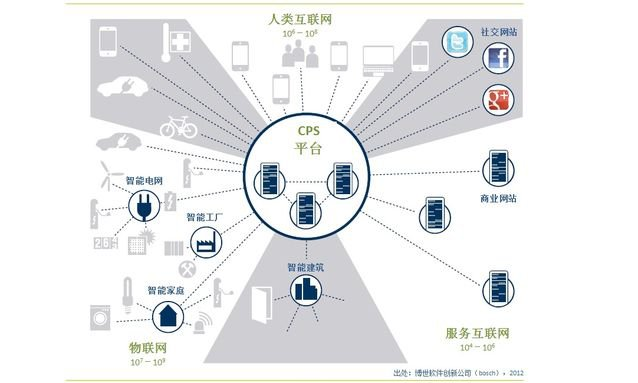 人类互联网
10⁶－10⁸
社交网站
CPS
平台
智能电网
商业网站
智能工厂
智能建筑
智能家庭
服务互联网
10⁴－10⁶
物联网
10⁷－10⁹
出处：博世软件创新公司（bosch），2012